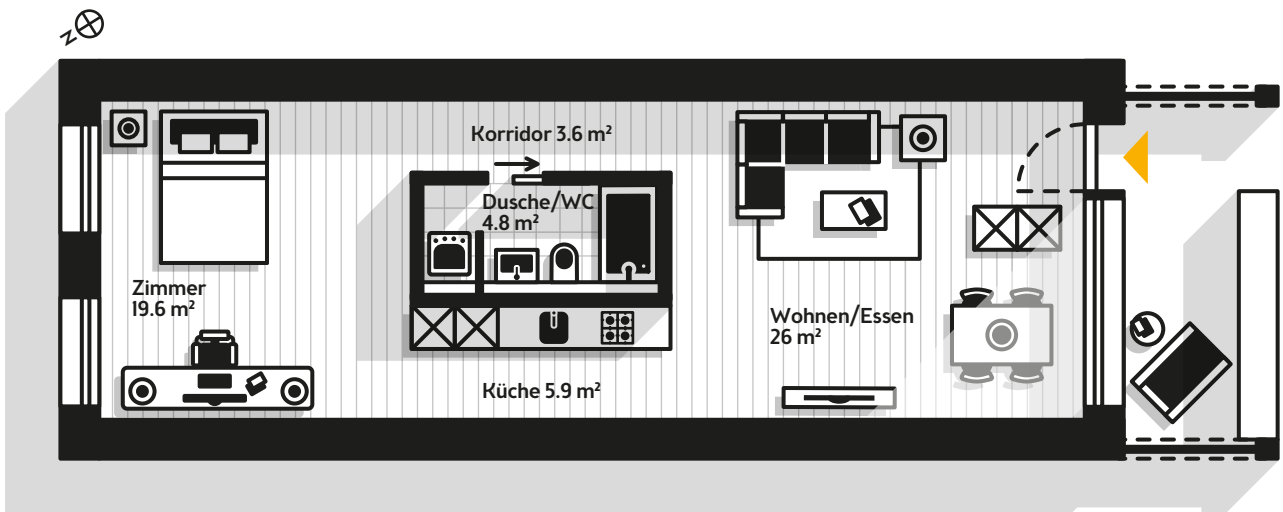 N
Korridor 3.6 m²
Dusche/WC
4.8 m²
Zimmer
19.6 m²
Wohnen/Essen
26 m²
Küche 5.9 m²